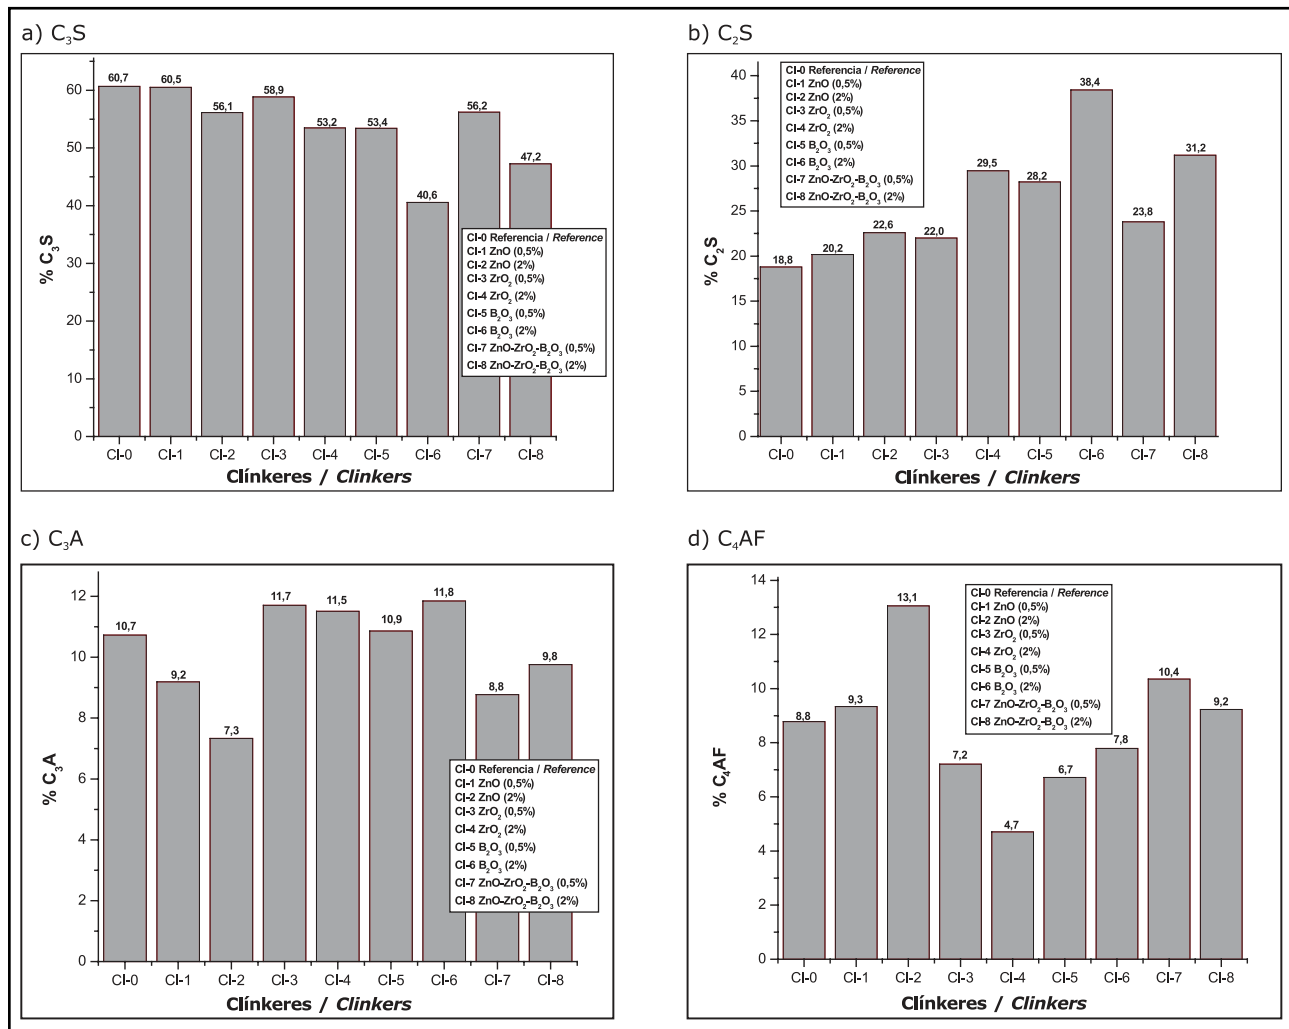 a) C₃S
60,7
60,5
56,1
58,9
53,2
53,4
40,6
56,2
47,2
60
50
40
30
20
10
0
% C₃S
Cl-0 Referencia / Reference
Cl-1 ZnO (0,5%)
Cl-2 ZnO (2%)
Cl-3 ZrO₂ (0,5%)
Cl-4 ZrO₂ (2%)
Cl-5 B₂O₃ (0,5%)
Cl-6 B₂O₃ (2%)
Cl-7 ZnO-ZrO₂-B₂O₃ (0,5%)
Cl-8 ZnO-ZrO₂-B₂O₃ (2%)
Cl-0 Cl-1 Cl-2 Cl-3 Cl-4 Cl-5 Cl-6 Cl-7 Cl-8
Clínkeres / Clinkers
b) C₂S
40
35
30
25
20
15
10
5
0
% C₂S
Cl-0 Referencia / Reference
Cl-1 ZnO (0,5%)
Cl-2 ZnO (2%)
Cl-3 ZrO₂ (0,5%)
Cl-4 ZrO₂ (2%)
Cl-5 B₂O₃ (0,5%)
Cl-6 B₂O₃ (2%)
Cl-7 ZnO-ZrO₂-B₂O₃ (0,5%)
Cl-8 ZnO-ZrO₂-B₂O₃ (2%)
18,8
20,2
22,6
22,0
29,5
28,2
38,4
23,8
31,2
Cl-0 Cl-1 Cl-2 Cl-3 Cl-4 Cl-5 Cl-6 Cl-7 Cl-8
Clínkeres / Clinkers
c) C₃A
12
10
8
6
4
2
0
% C₃A
10,7
9,2
7,3
11,7
11,5
10,9
11,8
8,8
9,8
Cl-0 Referencia / Reference
Cl-1 ZnO (0,5%)
Cl-2 ZnO (2%)
Cl-3 ZrO₂ (0,5%)
Cl-4 ZrO₂ (2%)
Cl-5 B₂O₃ (0,5%)
Cl-6 B₂O₃ (2%)
Cl-7 ZnO-ZrO₂-B₂O₃ (0,5%)
Cl-8 ZnO-ZrO₂-B₂O₃ (2%)
Cl-0 Cl-1 Cl-2 Cl-3 Cl-4 Cl-5 Cl-6 Cl-7 Cl-8
Clínkeres / Clinkers
d) C₄AF
14
12
10
8
6
4
2
0
% C₄AF
8,8
9,3
13,1
7,2
4,7
6,7
7,8
10,4
9,2
Cl-0 Referencia / Reference
Cl-1 ZnO (0,5%)
Cl-2 ZnO (2%)
Cl-3 ZrO₂ (0,5%)
Cl-4 ZrO₂ (2%)
Cl-5 B₂O₃ (0,5%)
Cl-6 B₂O₃ (2%)
Cl-7 ZnO-ZrO₂-B₂O₃ (0,5%)
Cl-8 ZnO-ZrO₂-B₂O₃ (2%)
Cl-0 Cl-1 Cl-2 Cl-3 Cl-4 Cl-5 Cl-6 Cl-7 Cl-8
Clínkeres / Clinkers